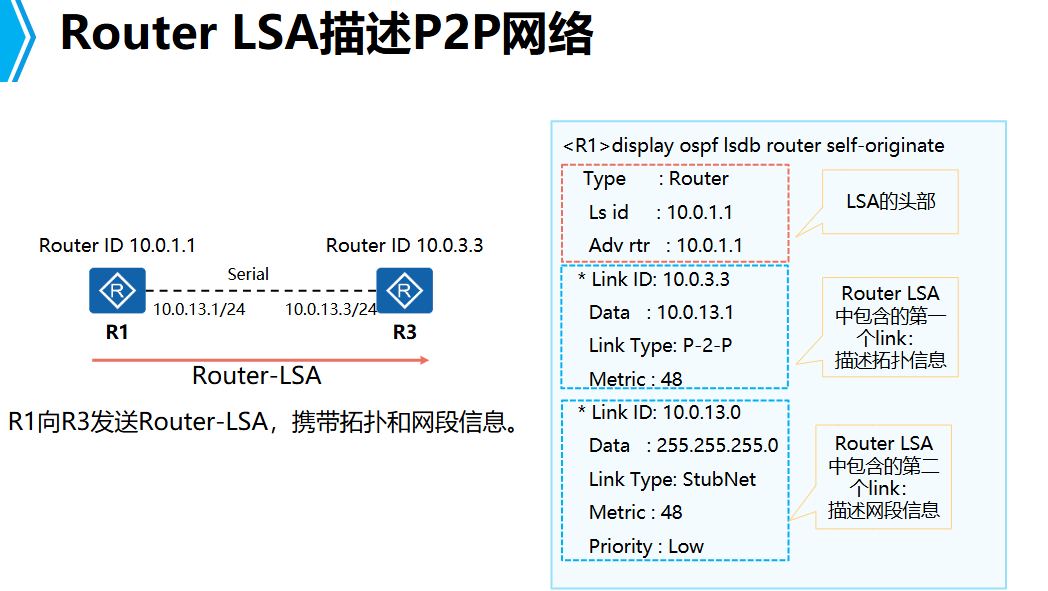 Router LSA描述P2P网络
Router ID 10.0.1.1
Router ID 10.0.3.3
Serial
10.0.13.1/24
10.0.13.3/24
R
R
R1
R3
Router-LSA
R1向R3发送Router-LSA，携带拓扑和网段信息。
<R1>display ospf lsdb router self-originate
Type : Router
Ls id : 10.0.1.1
Adv rtr : 10.0.1.1
* Link ID: 10.0.3.3
Data : 10.0.13.1
Link Type: P-2-P
Metric : 48
* Link ID: 10.0.13.0
Data : 255.255.255.0
Link Type: StubNet
Metric : 48
Priority : Low
LSA的头部
Router LSA
中包含的第一
个link：
描述拓扑信息
Router LSA
中包含的第二
个link：
描述网段信息